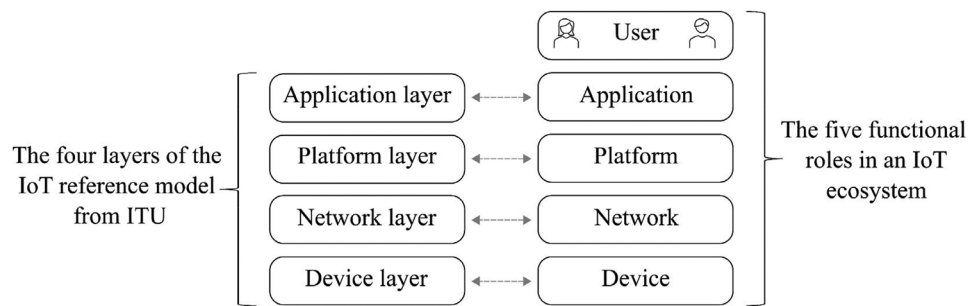 User
Application layer
Application
Platform layer
Platform
Network layer
Network
Device layer
Device
The four layers of the
IoT reference model
from ITU
The five functional
roles in an IoT
ecosystem